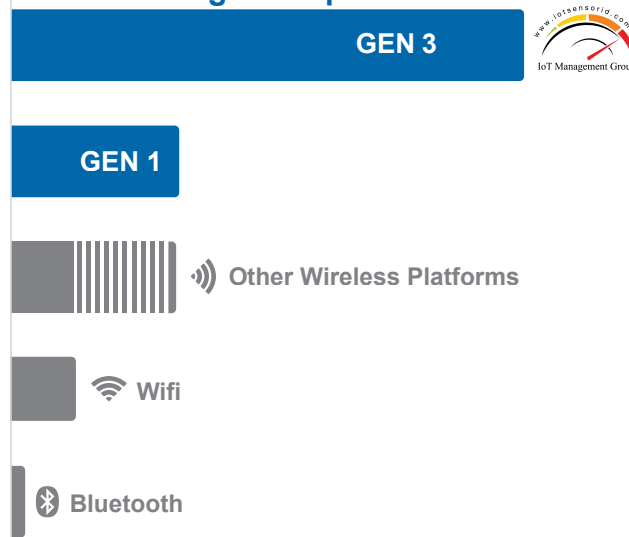 GEN 3
www.iotsensorid.com
IoT Management Grou
GEN 1
Other Wireless Platforms
Wifi
Bluetooth